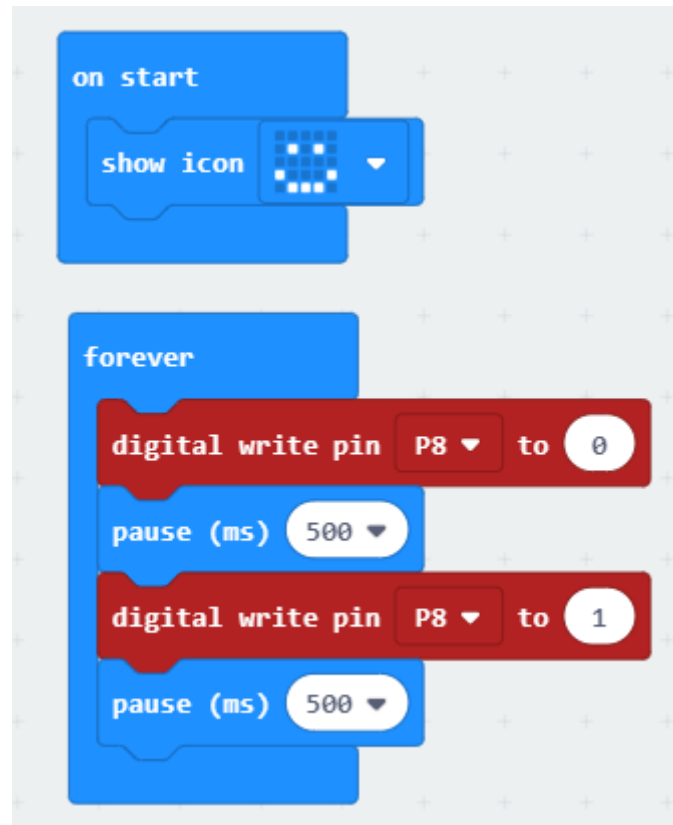 on start
show icon
forever
digital write pin P8 to 0
pause (ms) 500
digital write pin P8 to 1
pause (ms) 500